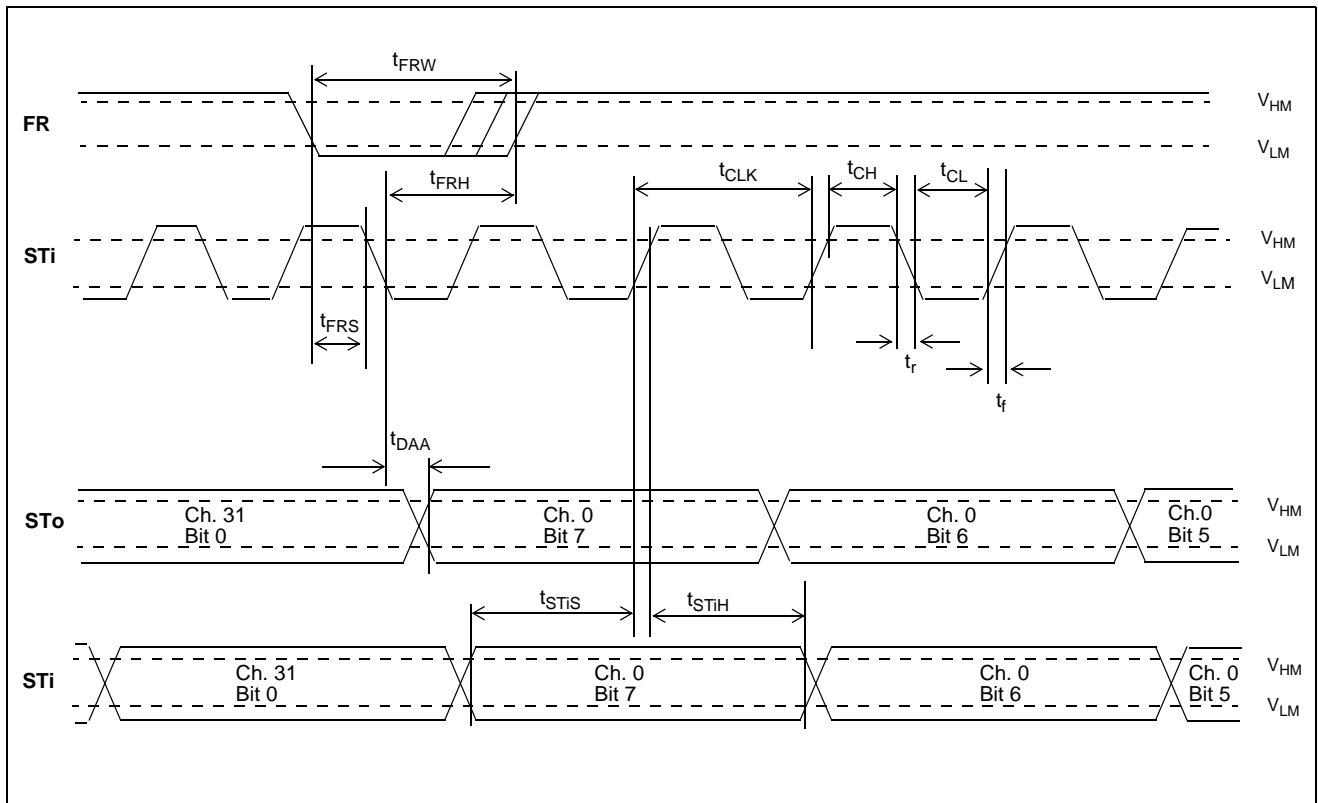 tFRW
FR
VHM
VLM
tFRH
tCLK
tCH
tCL
STi
VHM
VLM
tFRS
tr
tf
tDAA
STo
Ch. 31
Bit 0
Ch. 0
Bit 7
Ch. 0
Bit 6
Ch.0
Bit 5
VHM
VLM
tSTiS
tSTiH
STi
Ch. 31
Bit 0
Ch. 0
Bit 7
Ch. 0
Bit 6
Ch. 0
Bit 5
VHM
VLM